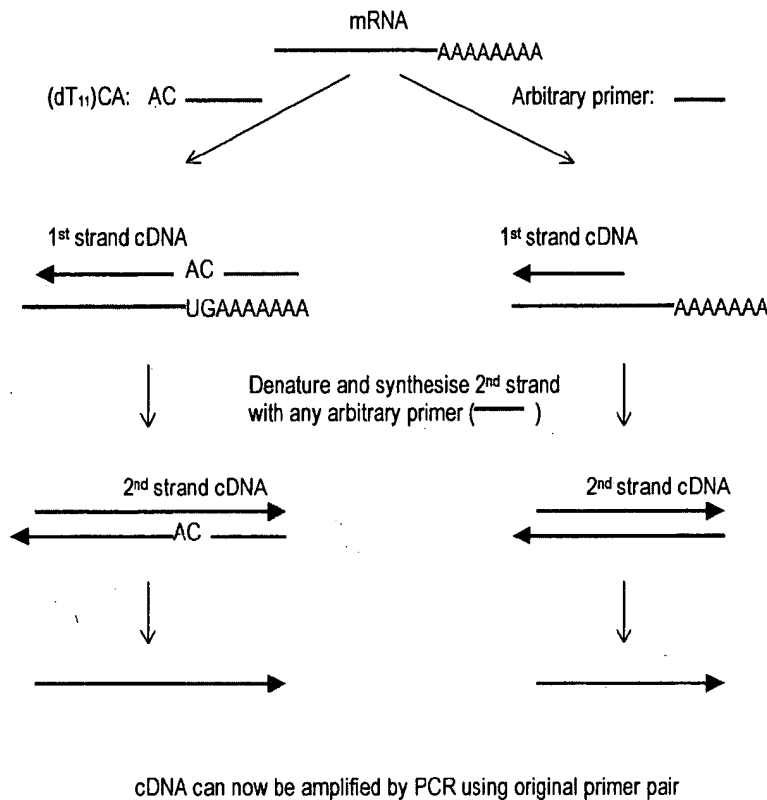 mRNA
AAAAAAAA
(dT₁₁)CA: AC
Arbitrary primer:
1st strand cDNA
1st strand cDNA
AC
UGAAAAAAA
AAAAAAA
Denature and synthesise 2nd strand
with any arbitrary primer ( )
2nd strand cDNA
2nd strand cDNA
AC
cDNA can now be amplified by PCR using original primer pair